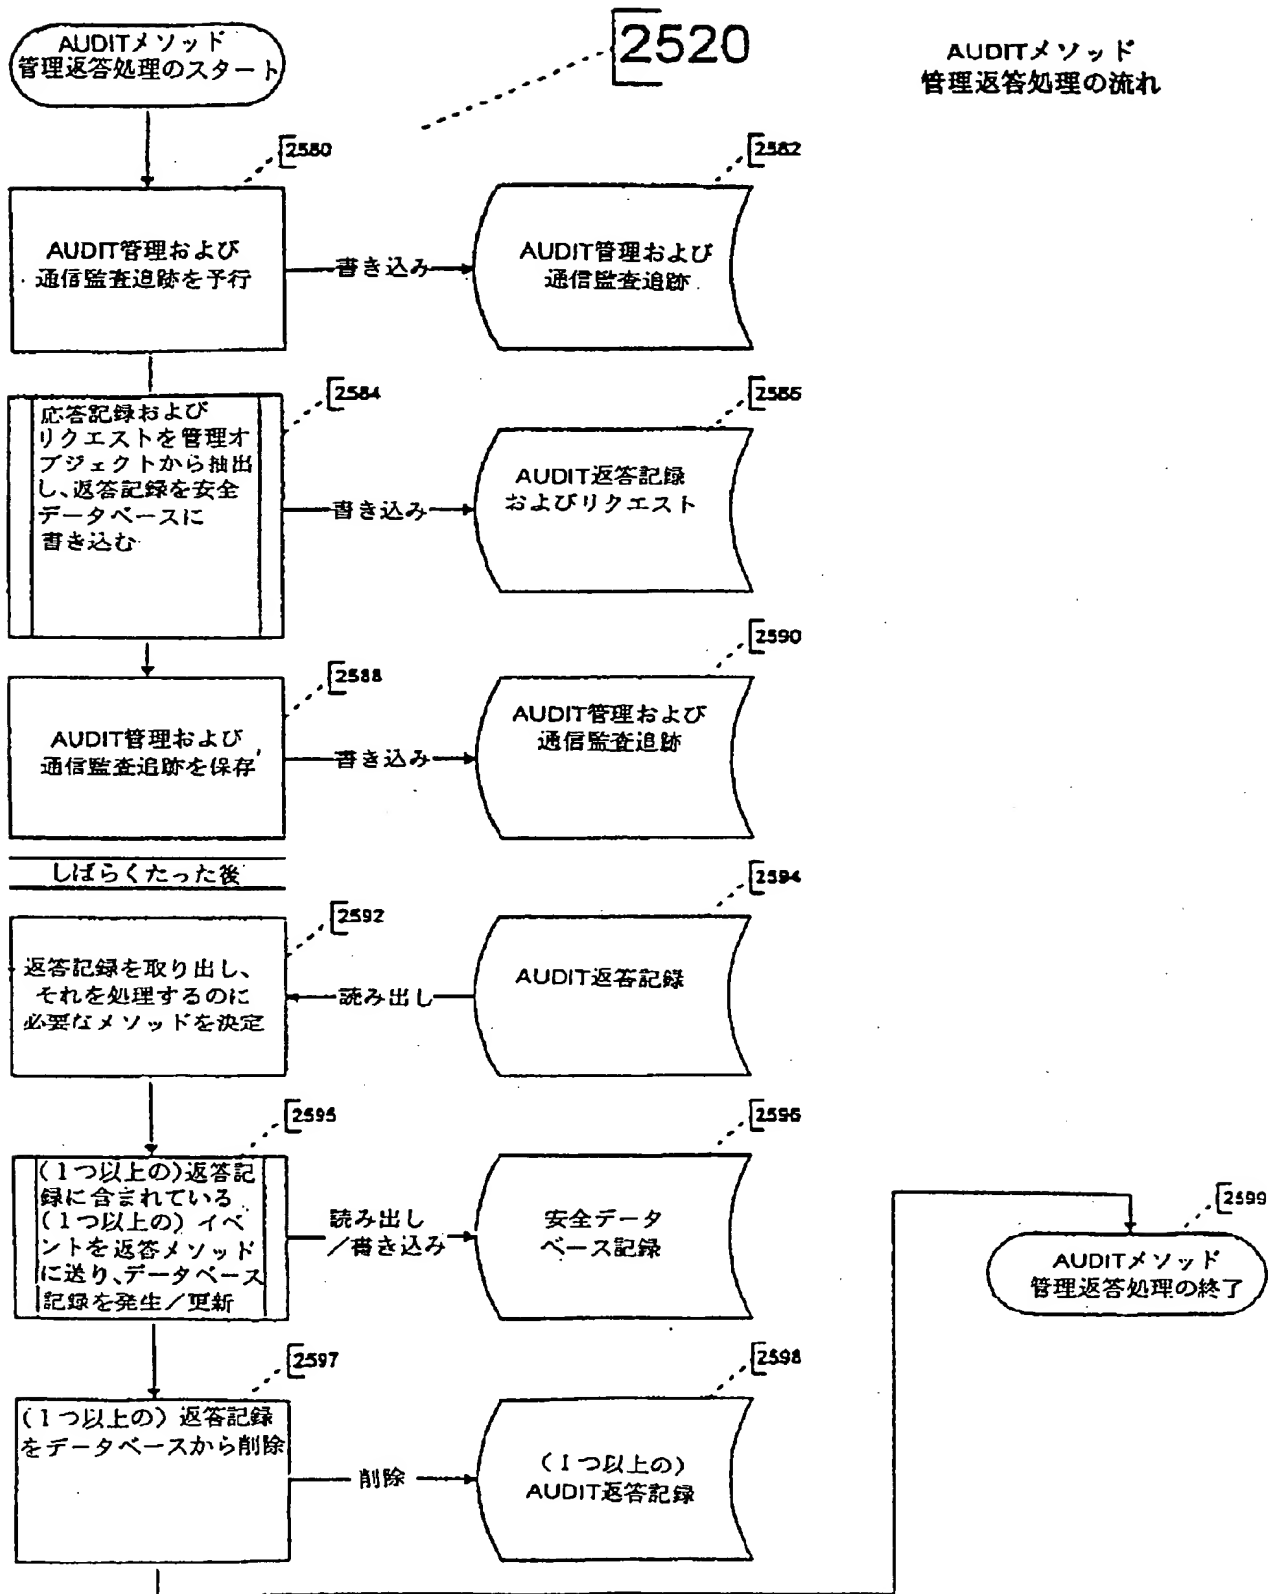 AUDITメソッド
管理返答処理のスタート
2520
AUDITメソッド
管理返答処理の流れ
2580
AUDIT管理および
通信監査追跡を予行
書き込み
2582
AUDIT管理および
通信監査追跡
2584
応答記録および
リクエストを管理オ
ブジェクトから抽出
し、返答記録を安全
データベースに
書き込む
書き込み
2586
AUDIT返答記録
およびリクエスト
2588
AUDIT管理および
通信監査追跡を保存
書き込み
2590
AUDIT管理および
通信監査追跡
しばらくたった後
2592
返答記録を取り出し、
それを処理するのに
必要なメソッドを決定
読み出し
2594
AUDIT返答記録
2595
(1つ以上の)返答記
録に含まれている
(1つ以上の)イベ
ントを返答メソッド
に送り、データベース
記録を発生/更新
読み出し
/書き込み
2596
安全データ
ベース記録
2597
(1つ以上の)返答記録
をデータベースから削除
削除
2598
(1つ以上の)
AUDIT返答記録
2599
AUDITメソッド
管理返答処理の終了